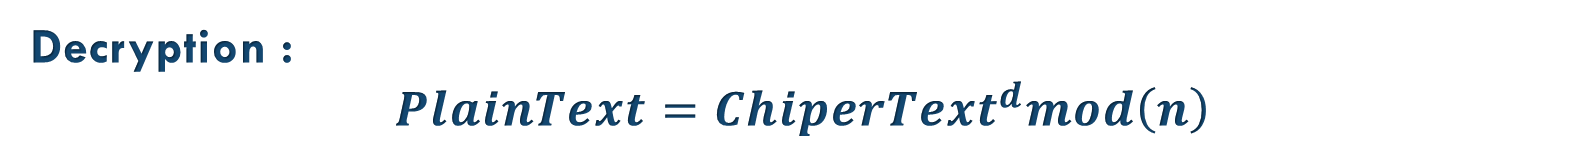 Decryption :
PlainText = ChiperText^d mod(n)